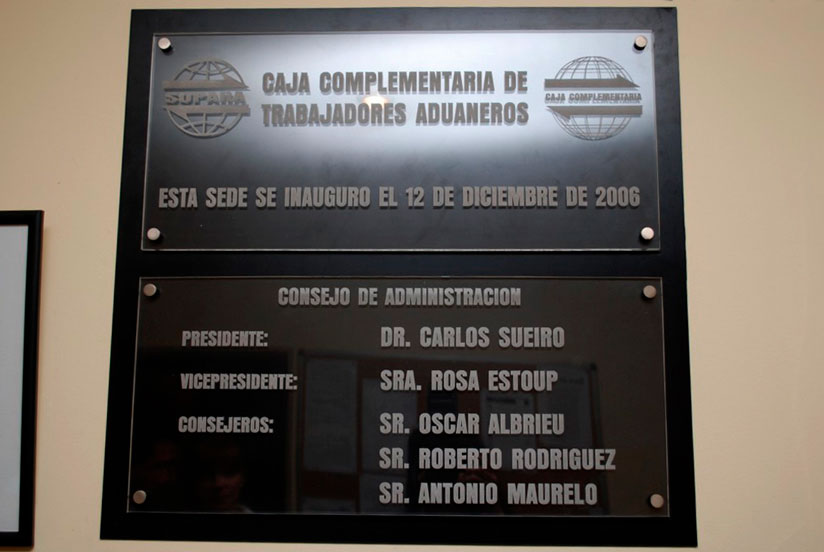 SUPARA
CAJA COMPLEMENTARIA DE
TRABAJADORES ADUANEROS
CAJA COMPLEMENTARIA
ESTA SEDE SE INAUGURO EL 12 DE DICIEMBRE DE 2006
CONSEJO DE ADMINISTRACION
PRESIDENTE: DR. CARLOS SUEIRO
VICEPRESIDENTE: SRA. ROSA ESTOUP
CONSEJEROS: SR. OSCAR ALBRIEU
SR. ROBERTO RODRIGUEZ
SR. ANTONIO MAURELO